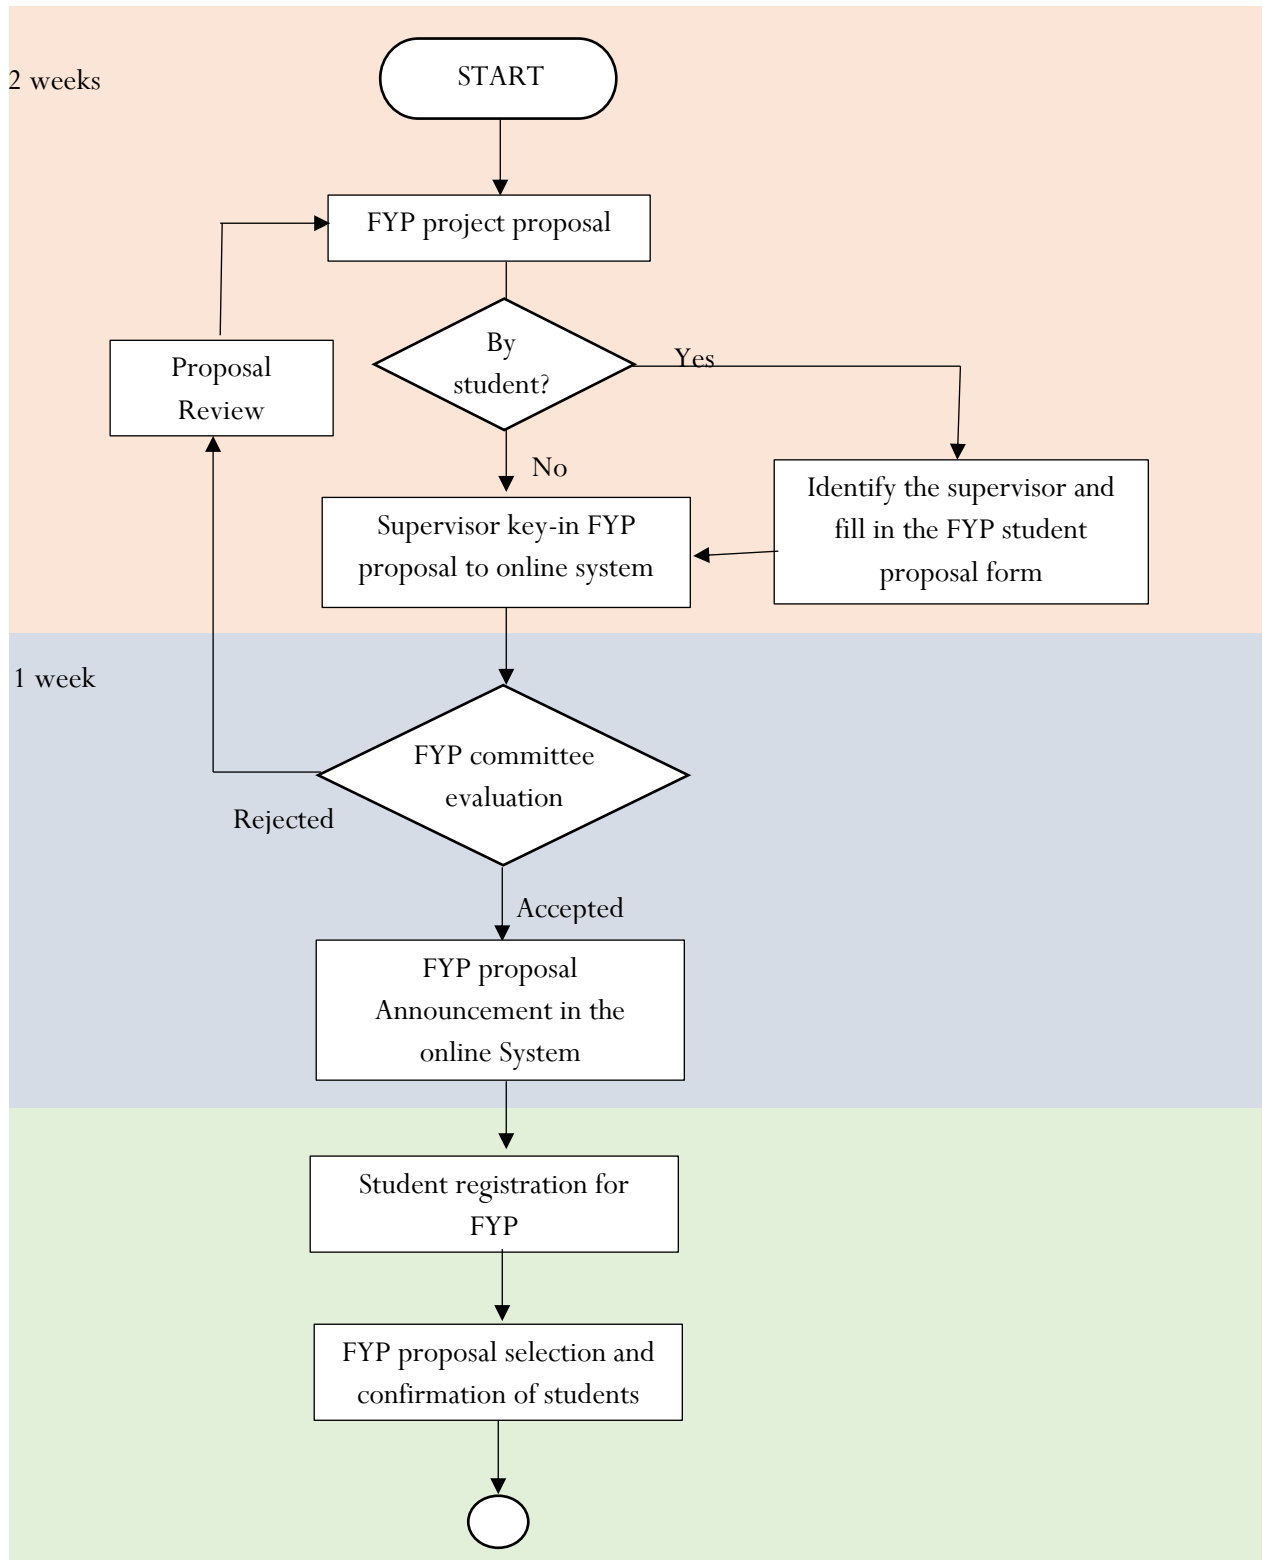 2 weeks
START
FYP project proposal
Proposal
Review
By
student?
Yes
No
Identify the supervisor and
fill in the FYP student
proposal form
Supervisor key-in FYP
proposal to online system
1 week
FYP committee
evaluation
Rejected
Accepted
FYP proposal
Announcement in the
online System
Student registration for
FYP
FYP proposal selection and
confirmation of students